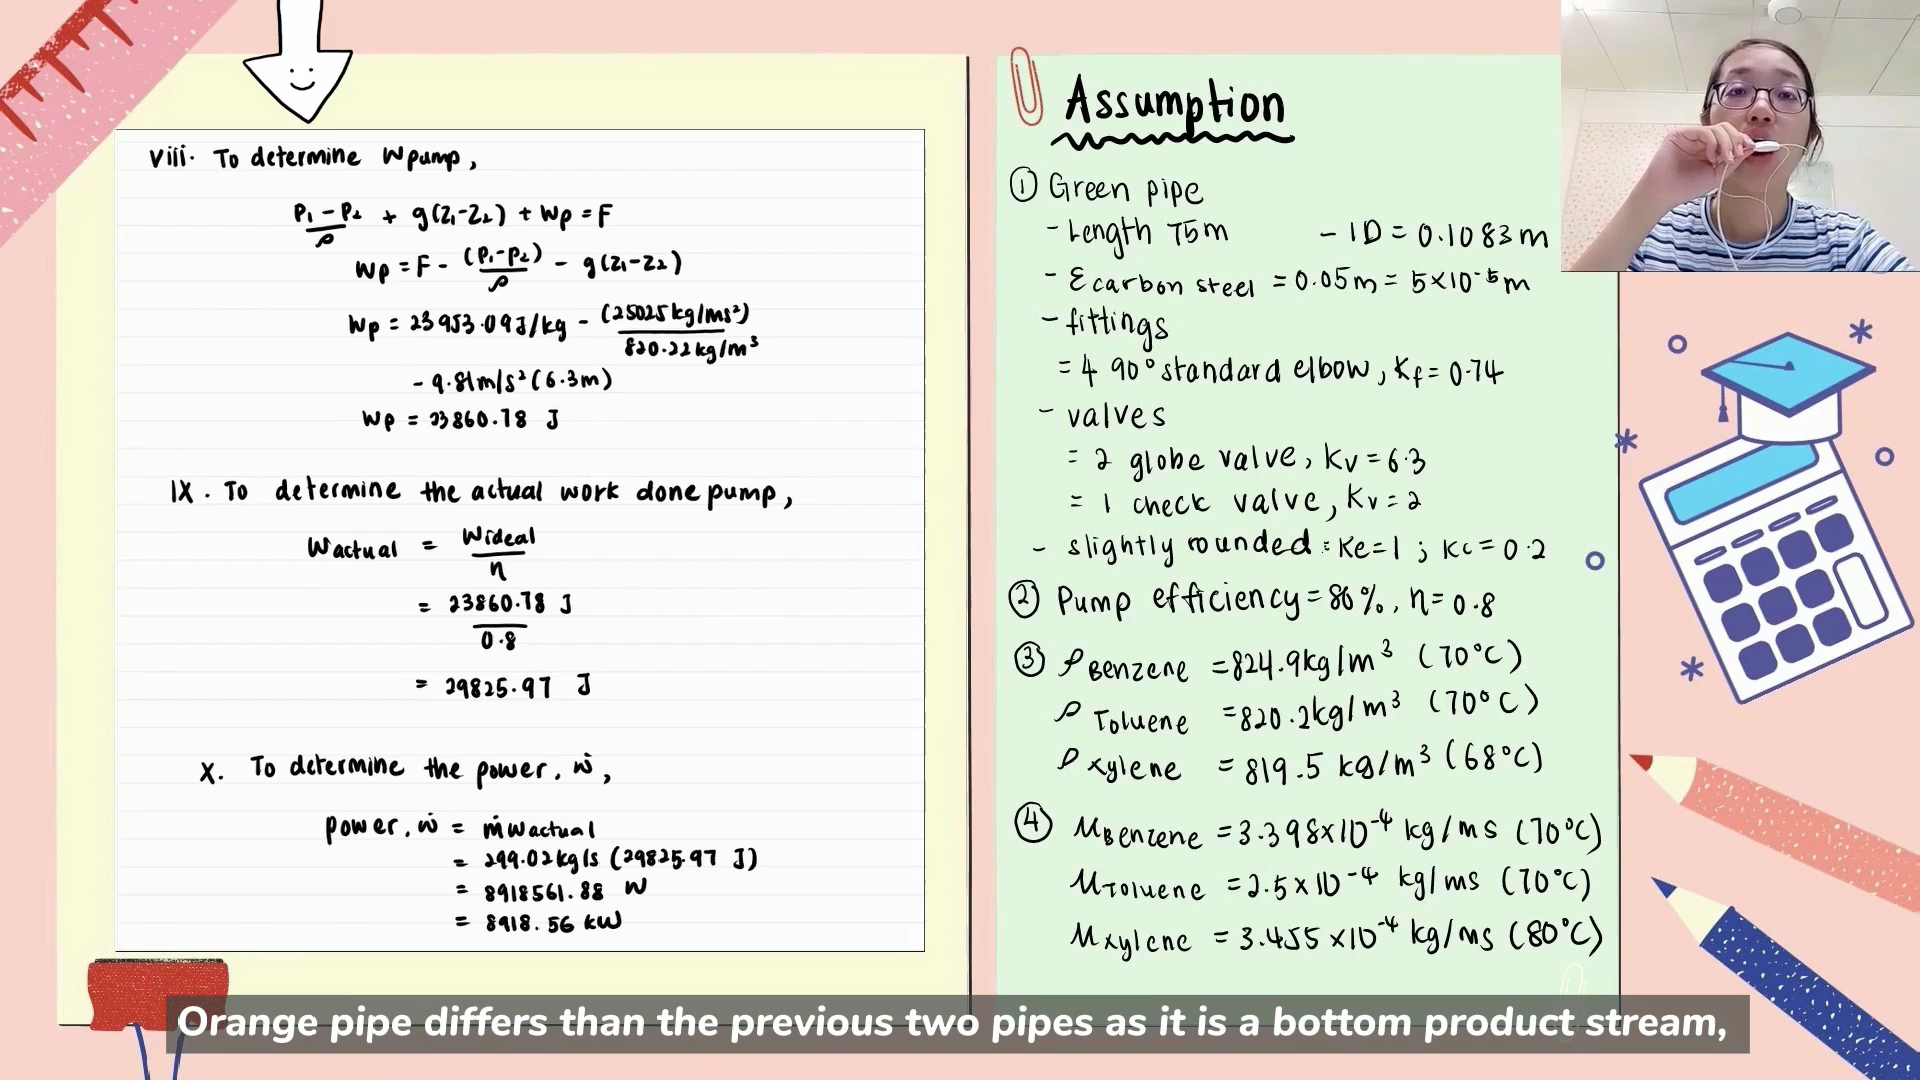 viii. To determine Wpump,
P₁ - P₂ / ρ + g(Z₁-Z₂) + Wp = F
Wp = F - (P₁-P₂) / ρ - g(Z₁-Z₂)
Wp = 23953.09J/kg - (25025kg/ms²) / 820.22kg/m³
- 9.81m/s²(6.3m)
Wp = 23860.78 J
IX. To determine the actual work done pump,
Wactual = Wideal / η
= 23860.78 J / 0.8
= 29825.97 J
X. To determine the power, ẇ,
power, ẇ = ṁWactual
= 299.02kg/s (29825.97 J)
= 8918561.88 W
= 8918.56 kW
Assumption
① Green pipe
- Length 75m - ID = 0.1083m
- εcarbon steel = 0.05m = 5×10⁻⁵m
- fittings
= 4 90° standard elbow, Kf = 0.74
- valves
= 2 globe valve, Kv = 6.3
= 1 check valve, Kv = 2
- slightly rounded : Ke=1 ; Kc = 0.2
② Pump efficiency = 80%, η = 0.8
③ ρBenzene = 824.9kg/m³ (70°C)
ρToluene = 820.2kg/m³ (70°C)
ρxylene = 819.5 kg/m³ (68°C)
④ μBenzene = 3.398×10⁻⁴ kg/ms (70°C)
μToluene = 2.5×10⁻⁴ kg/ms (70°C)
μxylene = 3.455×10⁻⁴ kg/ms (80°C)
Orange pipe differs than the previous two pipes as it is a bottom product stream,